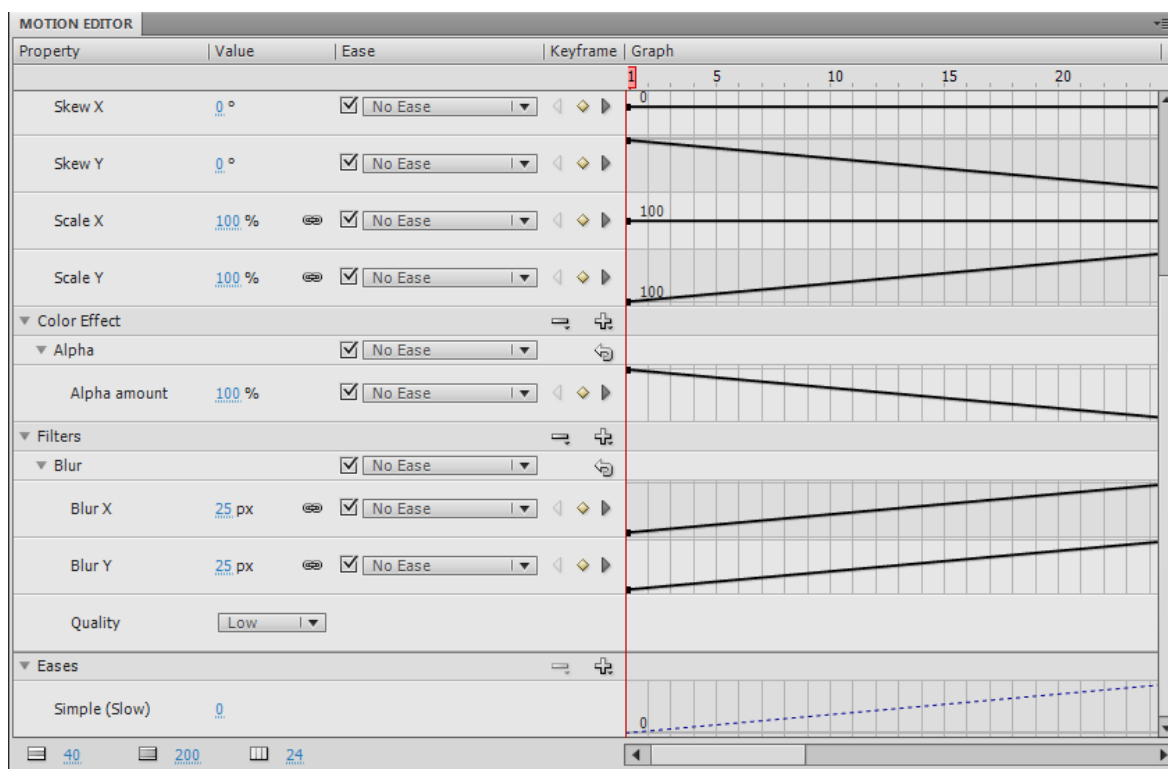 MOTION EDITOR
Property Value Ease Keyframe Graph
1 5 10 15 20
Skew X 0 ° No Ease 0
Skew Y 0 ° No Ease
Scale X 100 % No Ease 100
Scale Y 100 % No Ease 100
Color Effect
Alpha No Ease
Alpha amount 100 % No Ease
Filters
Blur No Ease
Blur X 25 px No Ease
Blur Y 25 px No Ease
Quality Low
Eases
Simple (Slow) 0 0
40 200 24